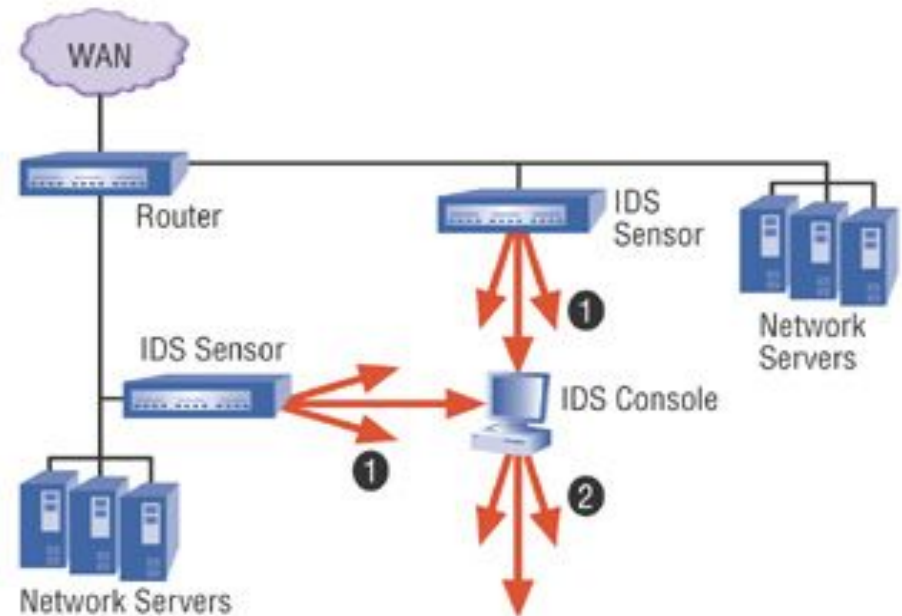 WAN
Router
IDS
Sensor
1
Network
Servers
IDS Sensor
IDS Console
1
2
Network Servers